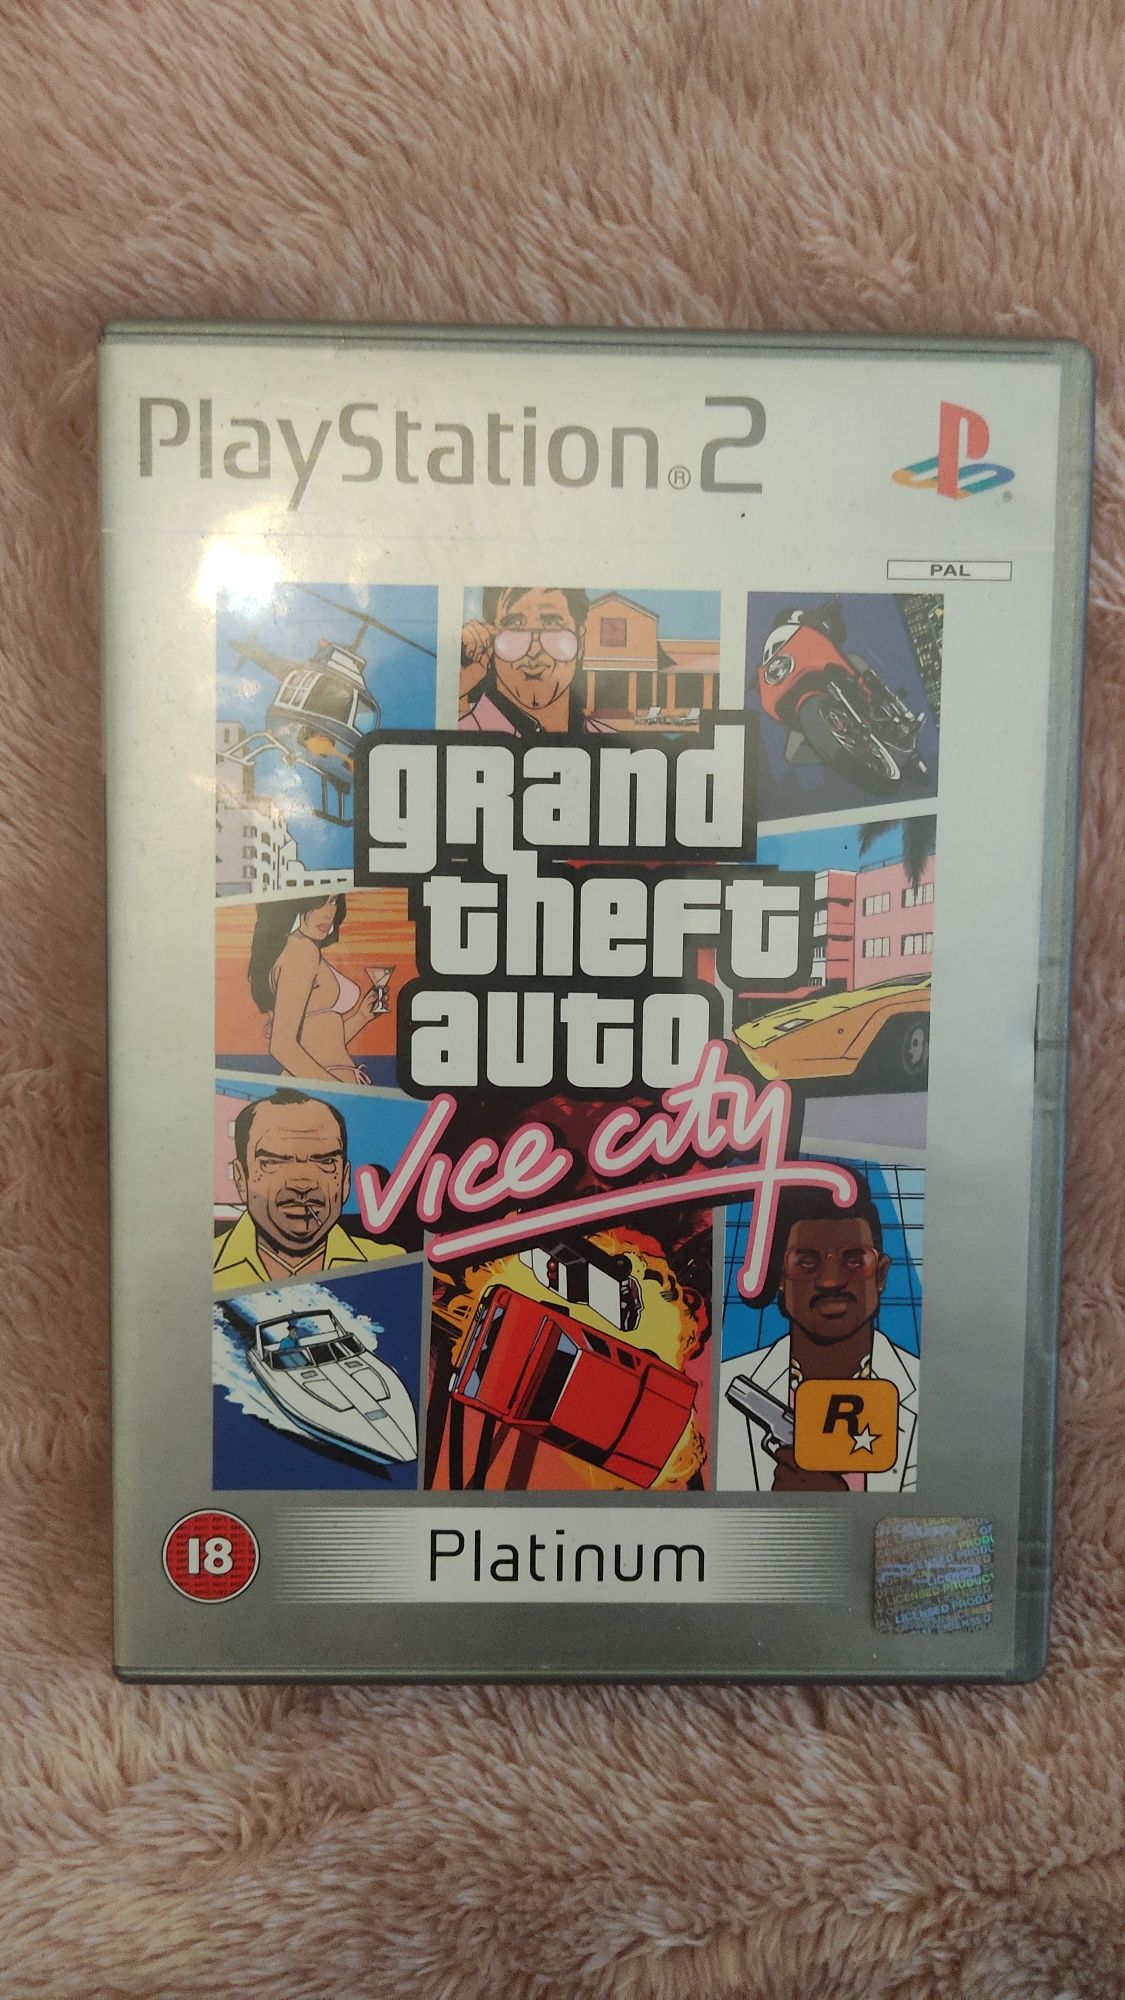 PlayStation®2
PAL
grand
theft
auto
vice city
R
18
Platinum